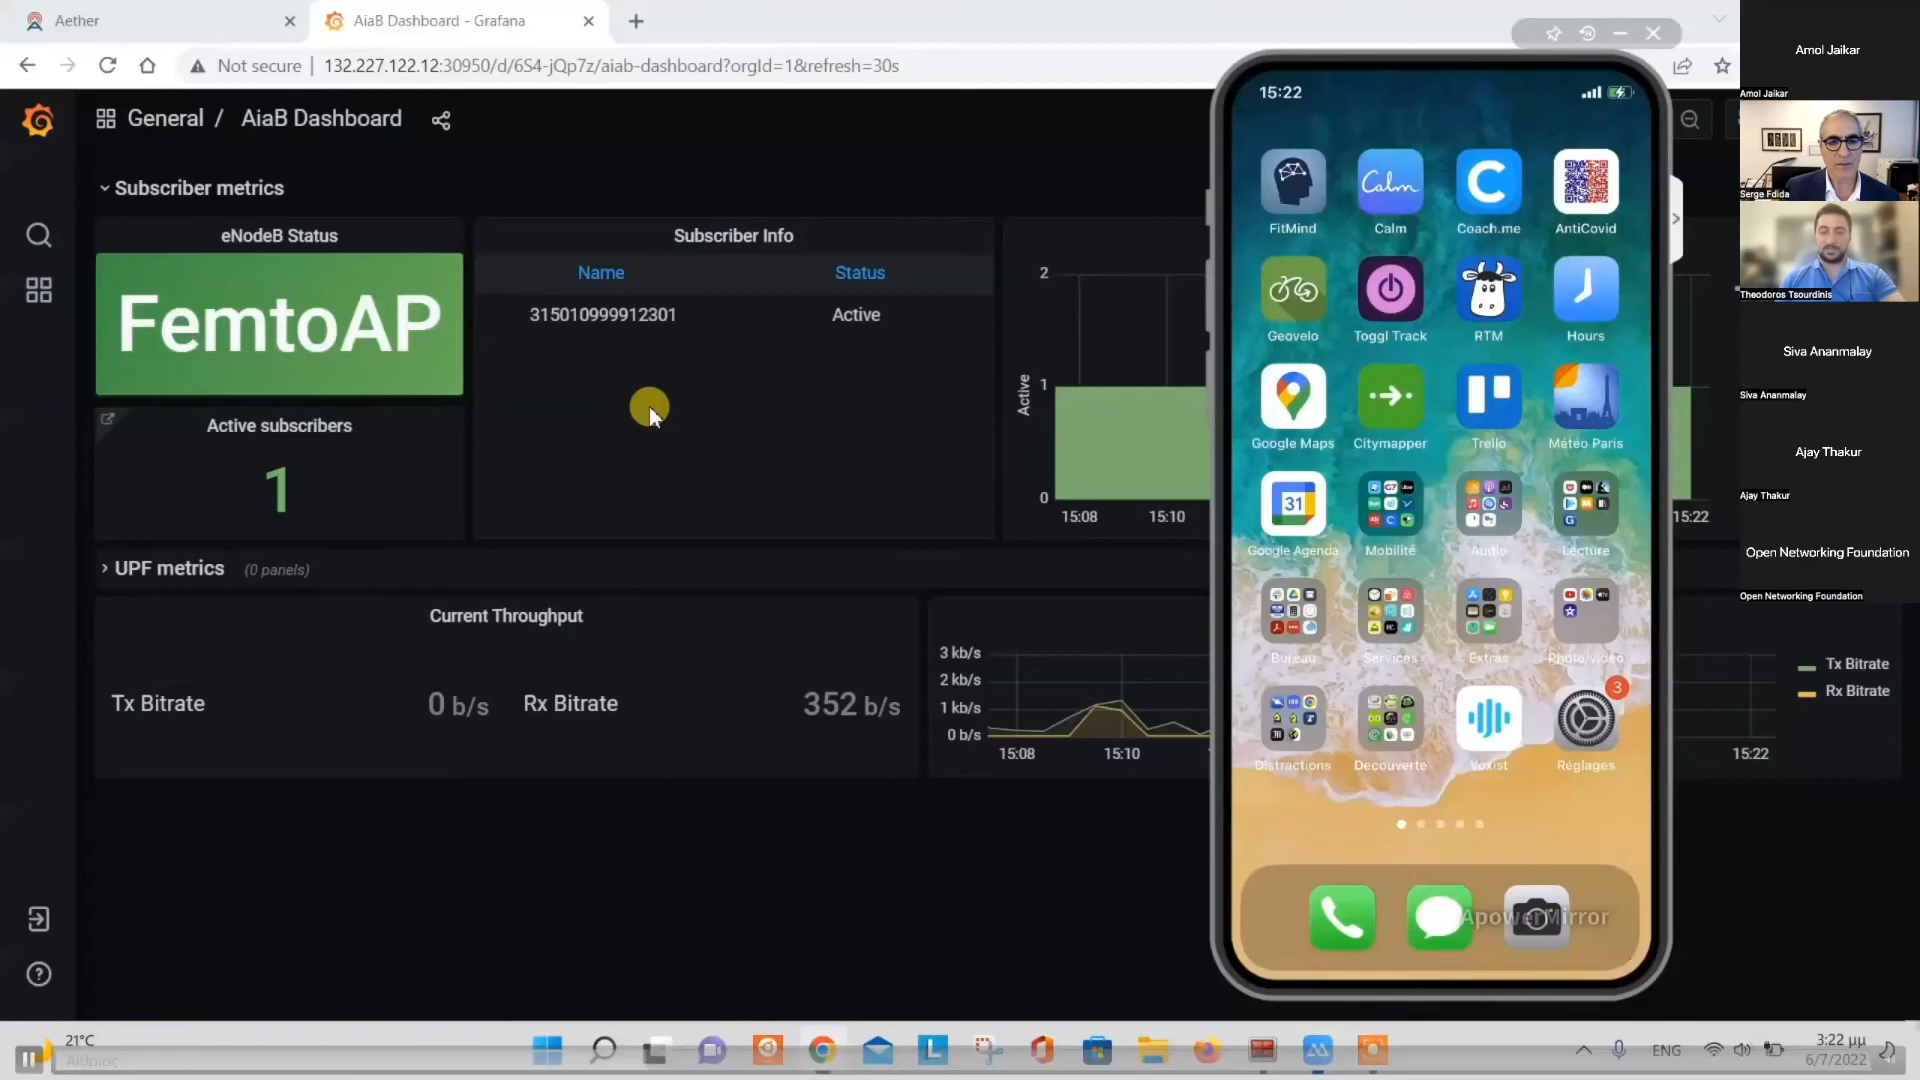 Aether
AiaB Dashboard - Grafana
Not secure
132.227.122.12:30950/d/6S4-jQp7z/aiab-dashboard?orgId=1&refresh=30s
General / AiaB Dashboard
Subscriber metrics
eNodeB Status
FemtoAP
Active subscribers
1
Subscriber Info
Name Status
315010999912301 Active
Active
2
1
0
15:08 15:10 15:22
UPF metrics (0 panels)
Current Throughput
Tx Bitrate 0 b/s Rx Bitrate 352 b/s
3 kb/s
2 kb/s
1 kb/s
0 b/s
15:08 15:10 15:22
Tx Bitrate
Rx Bitrate
15:22
FitMind Calm Coach.me AntiCovid
Calm
Geovelo Toggl Track RTM Hours
Google Maps Citymapper Trello Météo Paris
31
Google Agenda Mobilité Audio Lecture
Bureau Services Extras Photo/vidéo
3
Distractions Decouverte Voxist Réglages
ApowerMirror
Amol Jaikar
Amol Jaikar
Serge Fdida
Theodoros Tsourdinis
Siva Ananmalay
Siva Ananmalay
Ajay Thakur
Ajay Thakur
Open Networking Foundation
Open Networking Foundation
21°C
Αίθριος
ENG
3:22 μμ
6/7/2022